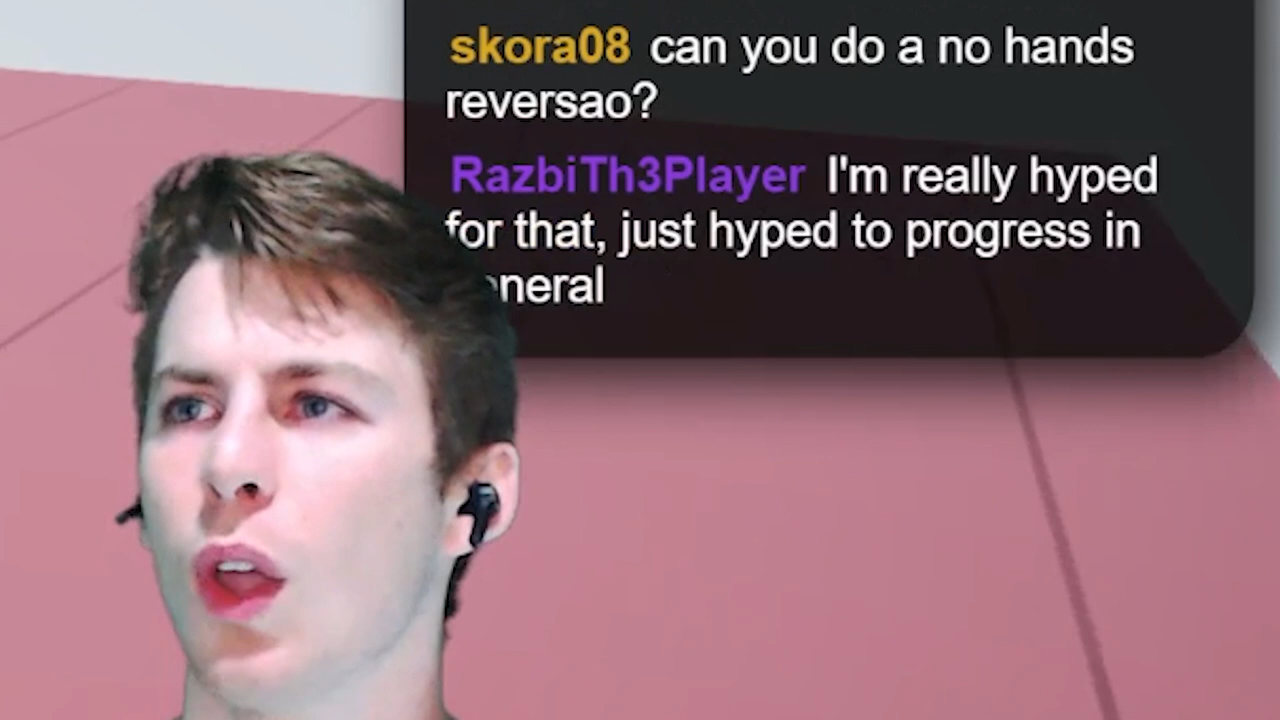 skora08 can you do a no hands
reversao?
RazbiTh3Player I'm really hyped
for that, just hyped to progress in